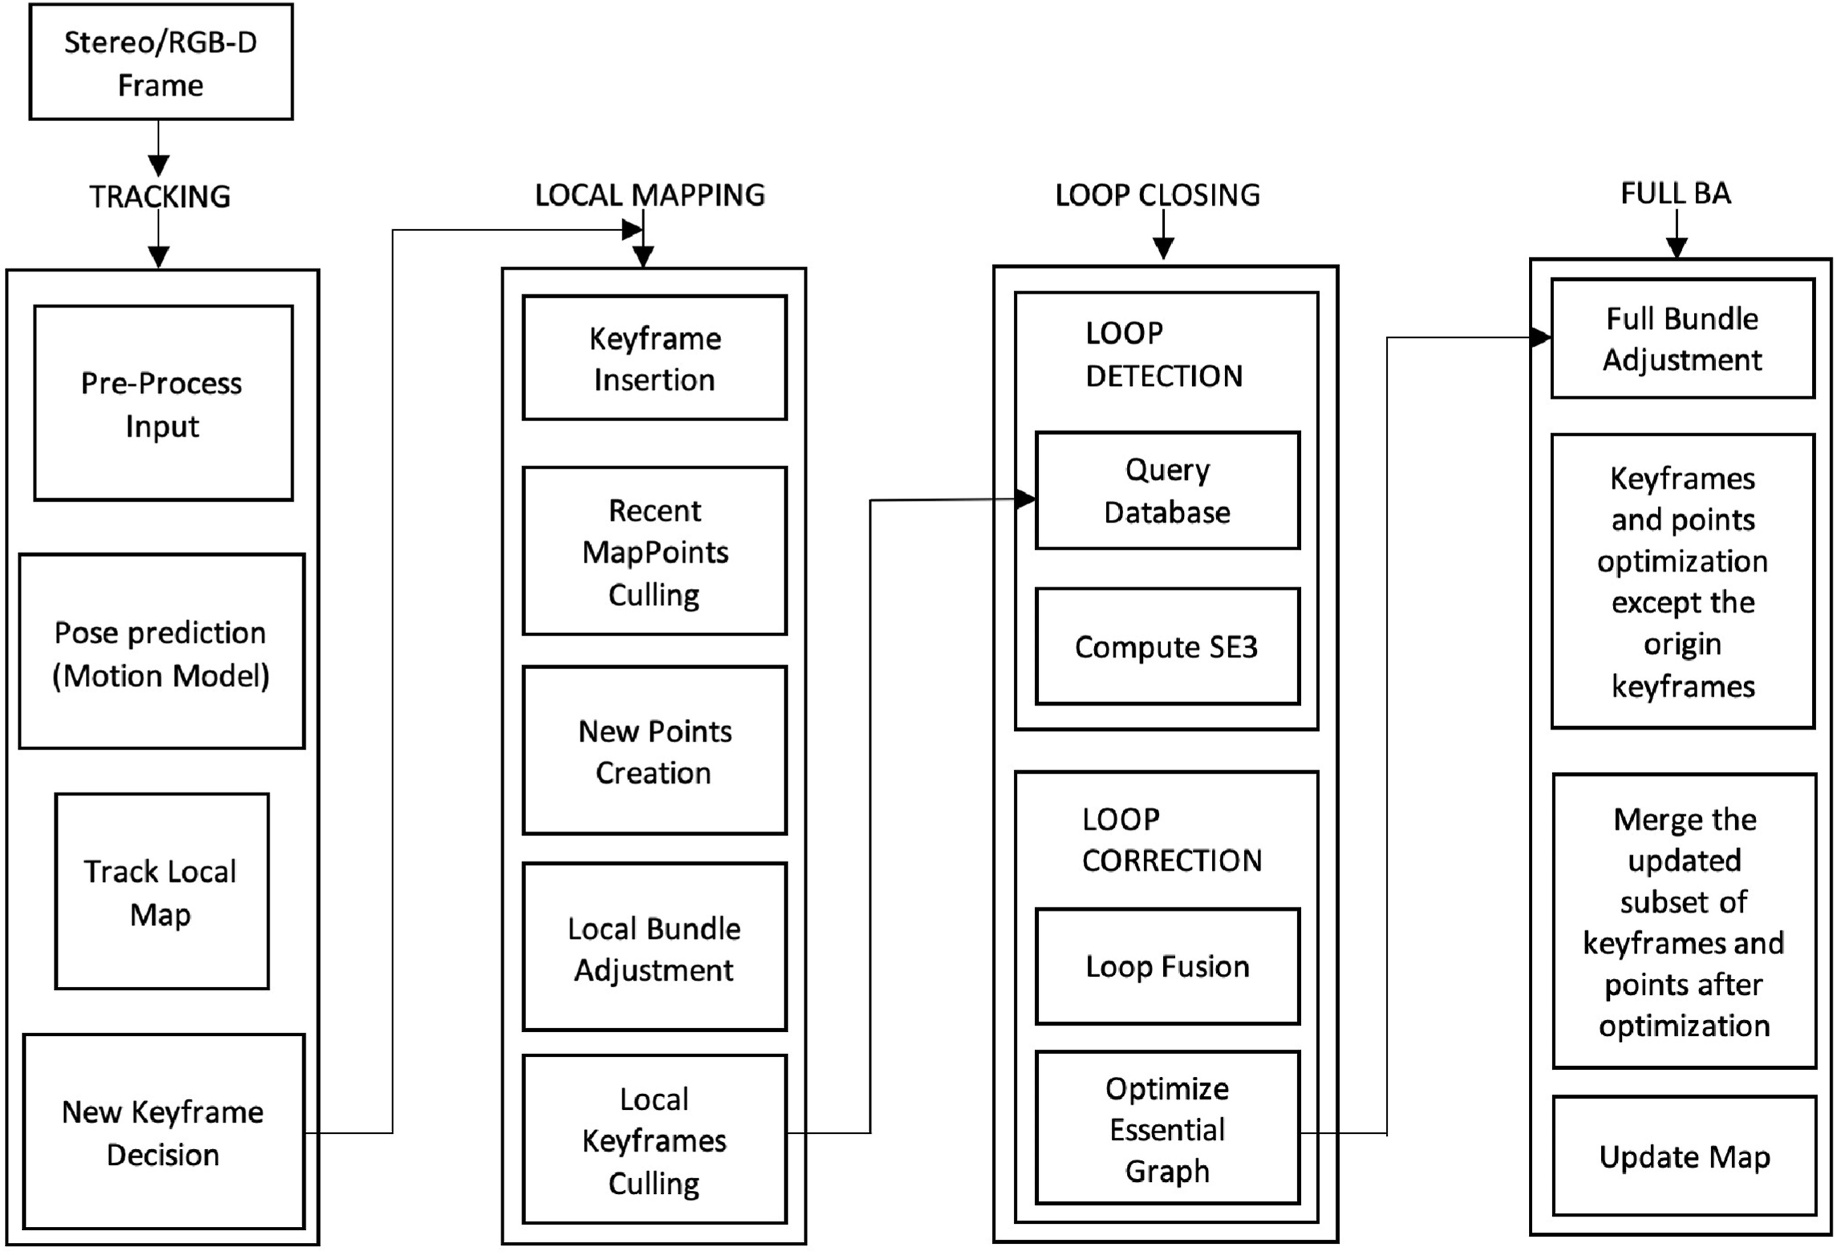 Stereo/RGB-D
Frame
TRACKING
Pre-Process
Input
Pose prediction
(Motion Model)
Track Local
Map
New Keyframe
Decision
LOCAL MAPPING
Keyframe
Insertion
Recent
MapPoints
Culling
New Points
Creation
Local Bundle
Adjustment
Local
Keyframes
Culling
LOOP CLOSING
LOOP
DETECTION
Query
Database
Compute SE3
LOOP
CORRECTION
Loop Fusion
Optimize
Essential
Graph
FULL BA
Full Bundle
Adjustment
Keyframes
and points
optimization
except the
origin
keyframes
Merge the
updated
subset of
keyframes and
points after
optimization
Update Map